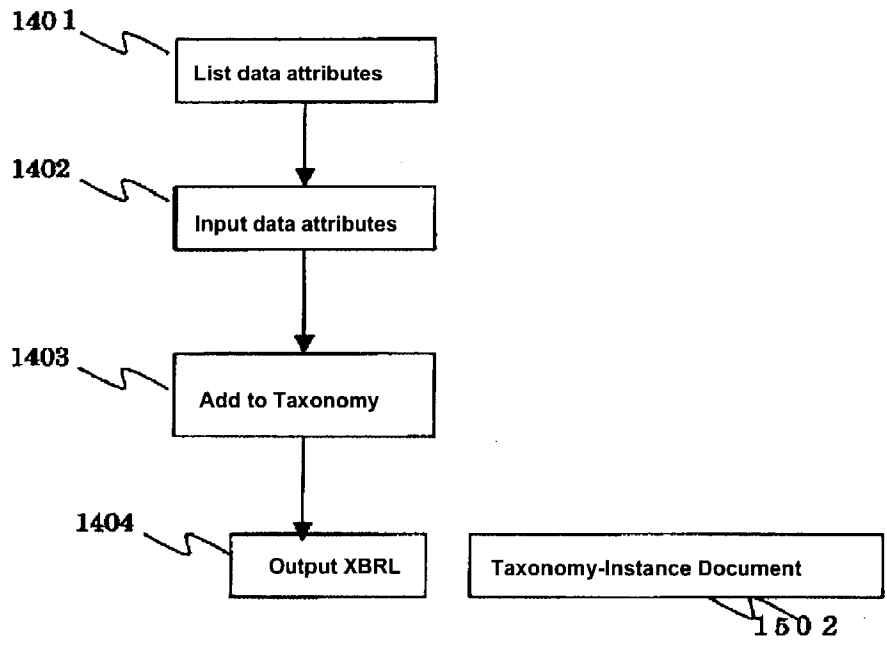 1401
List data attributes
1402
Input data attributes
1403
Add to Taxonomy
1404
Output XBRL
Taxonomy-Instance Document
1502